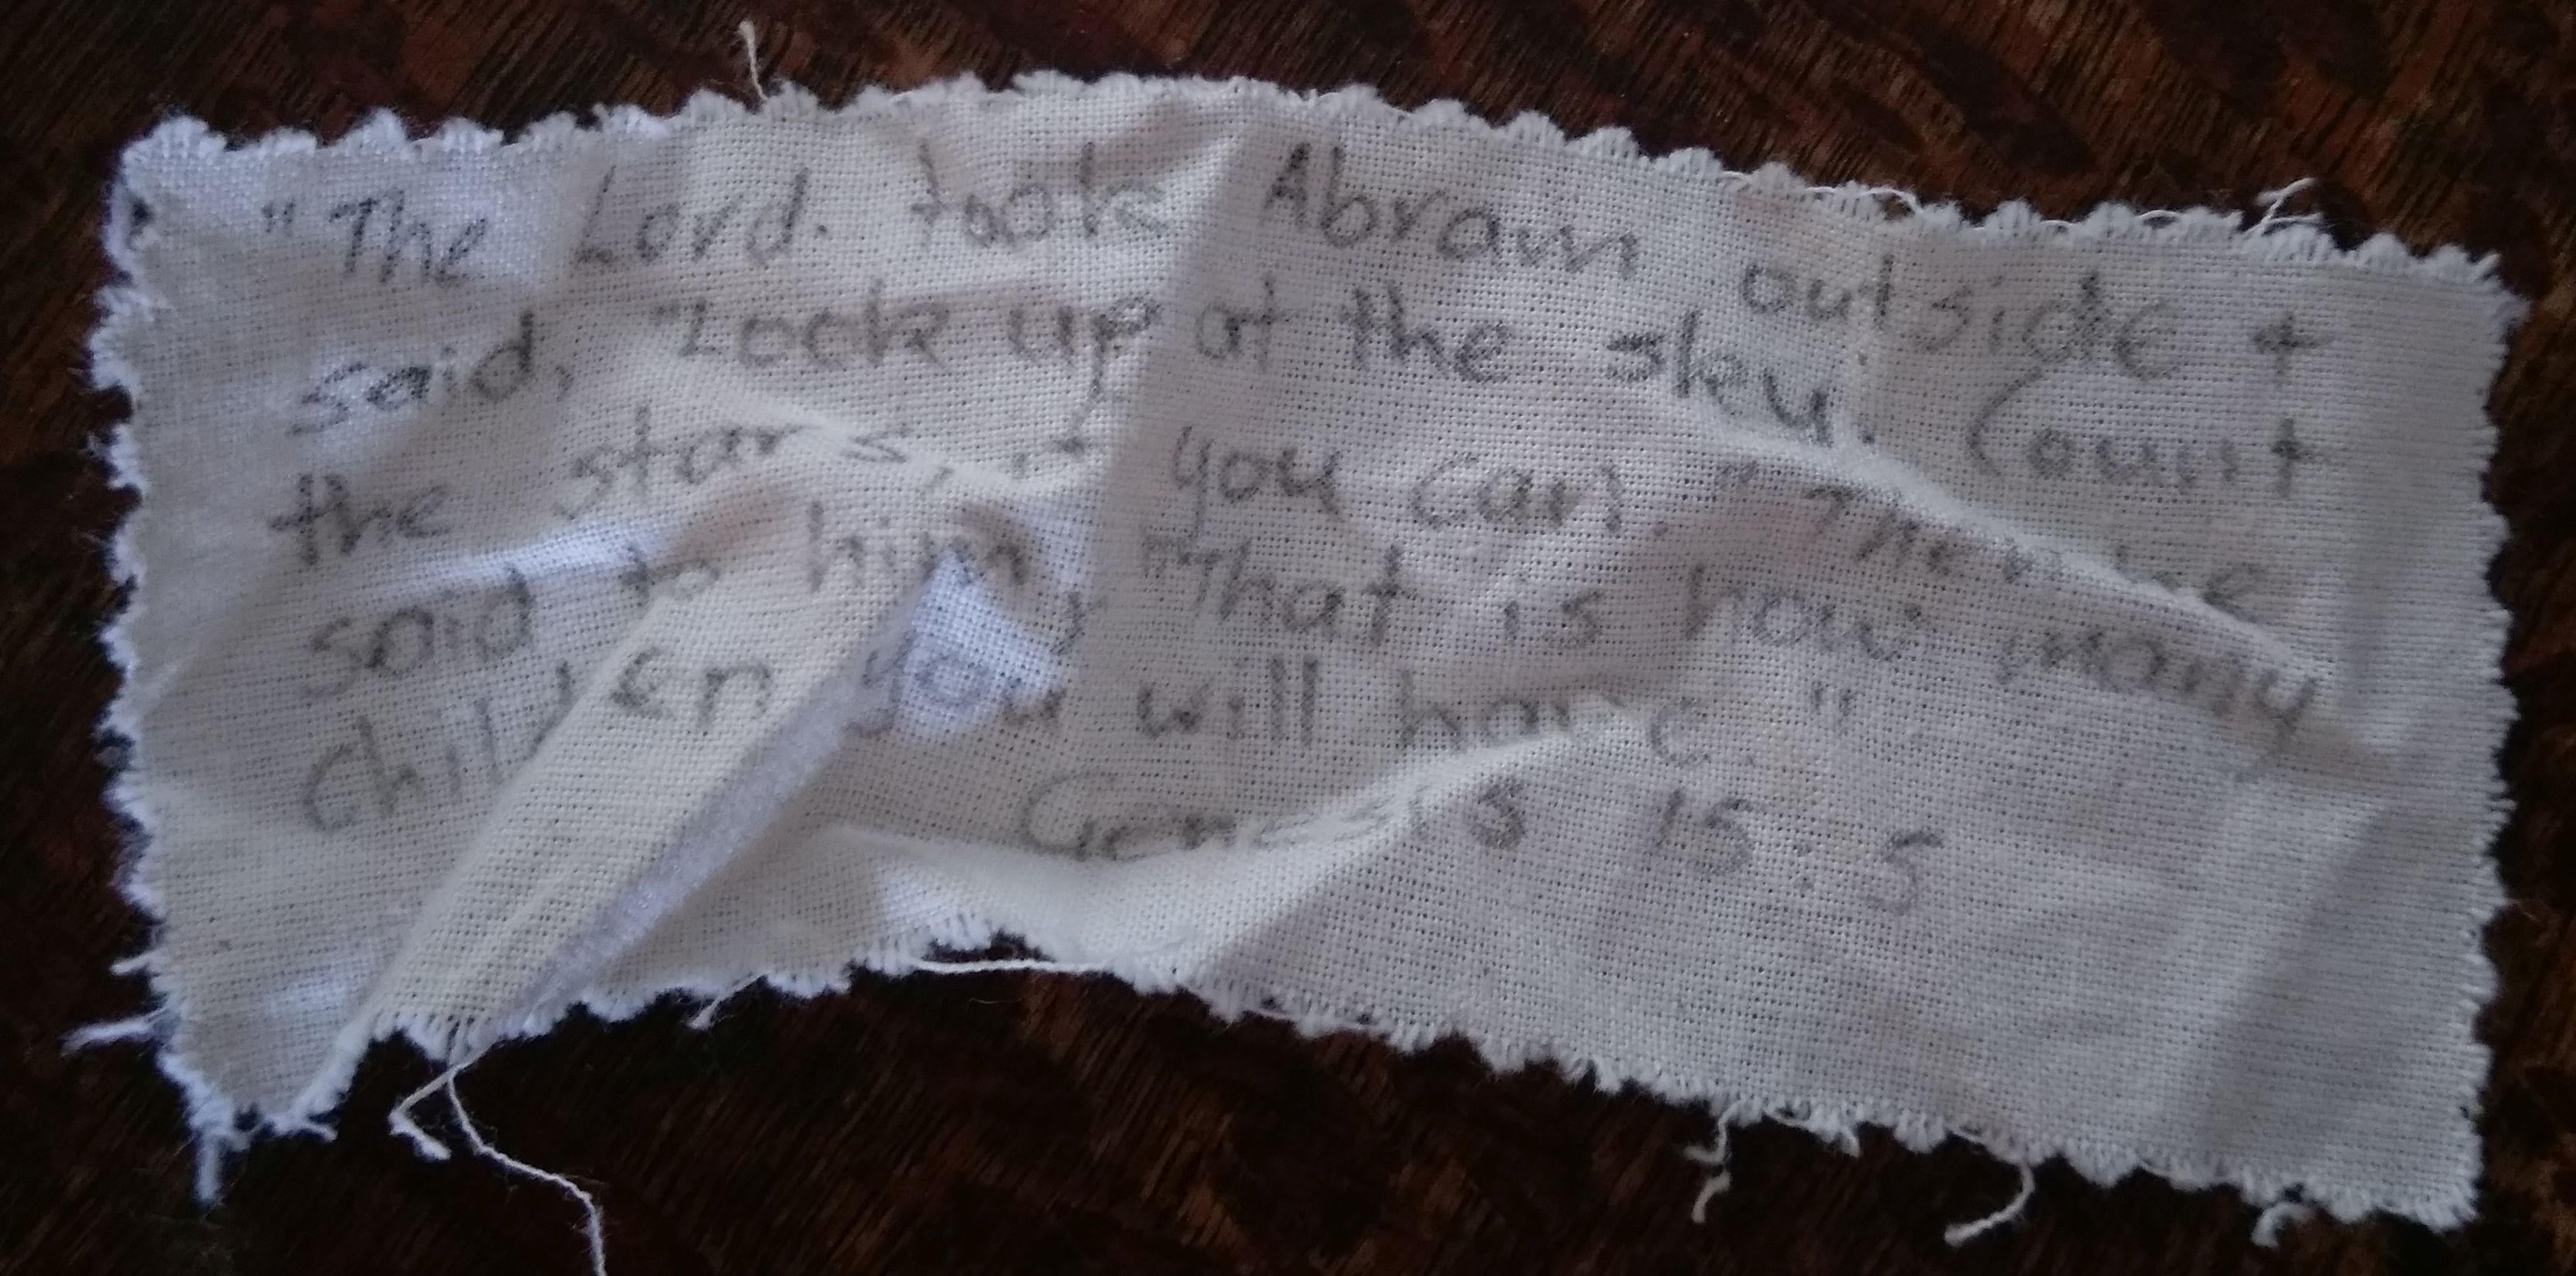 "The Lord. took Abram outside +
said, "Look up at the sky. Count
the stars, if you can." Then he
said to him, "That is how many
children you will have."
Genesis 15:5